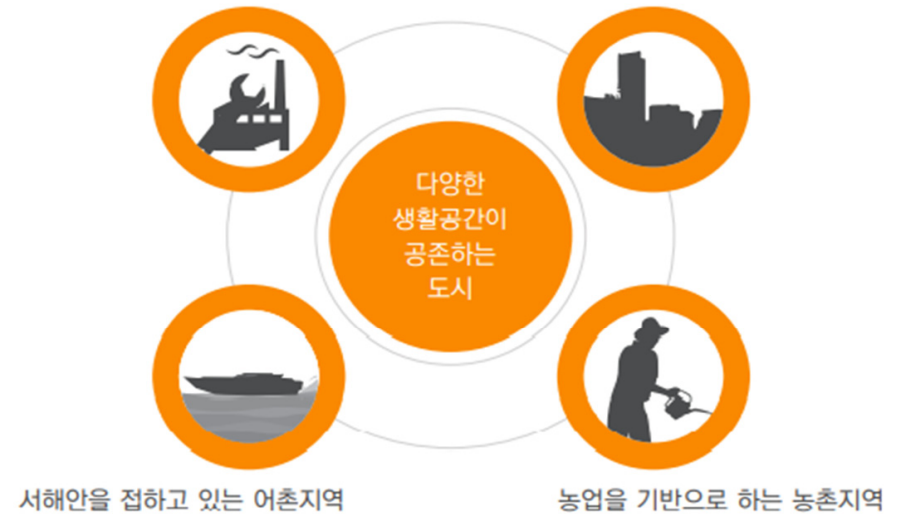 다양한
생활공간이
공존하는
도시
서해안을 접하고 있는 어촌지역
농업을 기반으로 하는 농촌지역